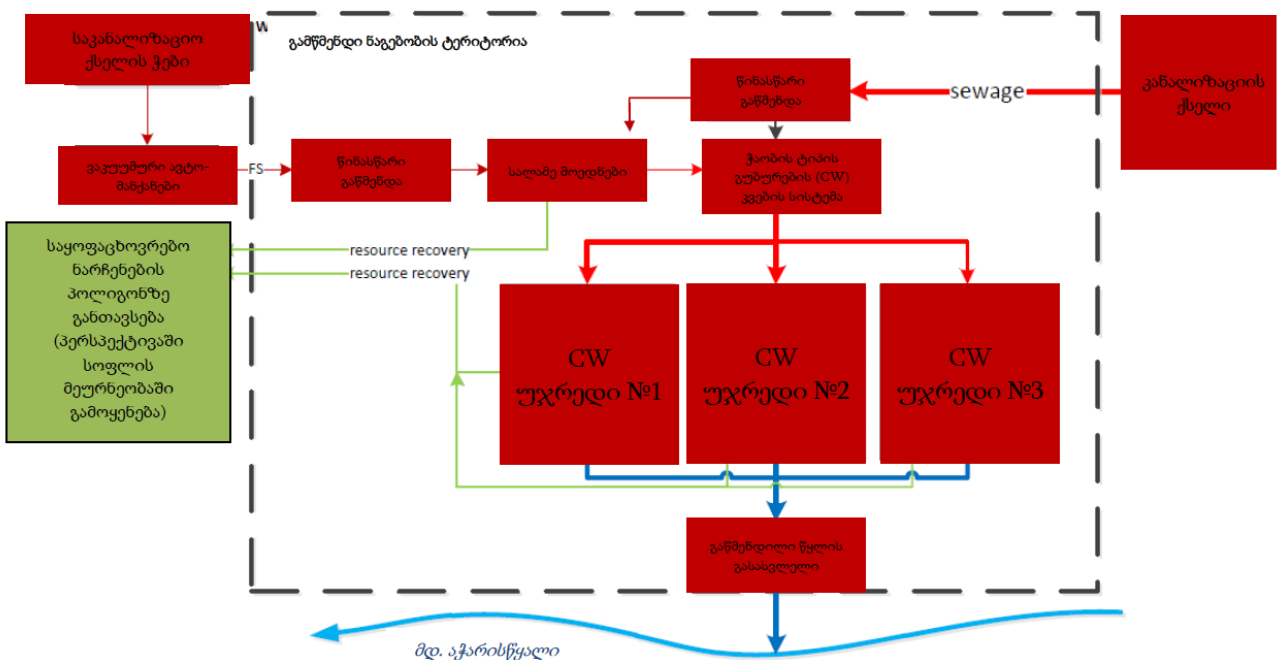 W
გამწმენდი ნაგებობის ტერიტორია
საკანალიზაციო
ქსელის ჭები
ვაკუუმური ავტო-
მანქანები
FS
წინასწარი
გაწმენდა
სალამე მოედნები
წინასწარი
გაწმენდა
sewage
კანალიზაციის
ქსელი
ჭაობის ტიპის
გუბურების (CW)
კვების სისტემა
საყოფაცხოვრებო
ნარჩენების
პოლიგონზე
განთავსება
(პერსპექტივაში
სოფლის
მეურნეობაში
გამოყენება)
resource recovery
resource recovery
CW
უჯრედი №1
CW
უჯრედი №2
CW
უჯრედი №3
გაწმენდილი წყლის
გასასვლელი
მდ. აჭარისწყალი